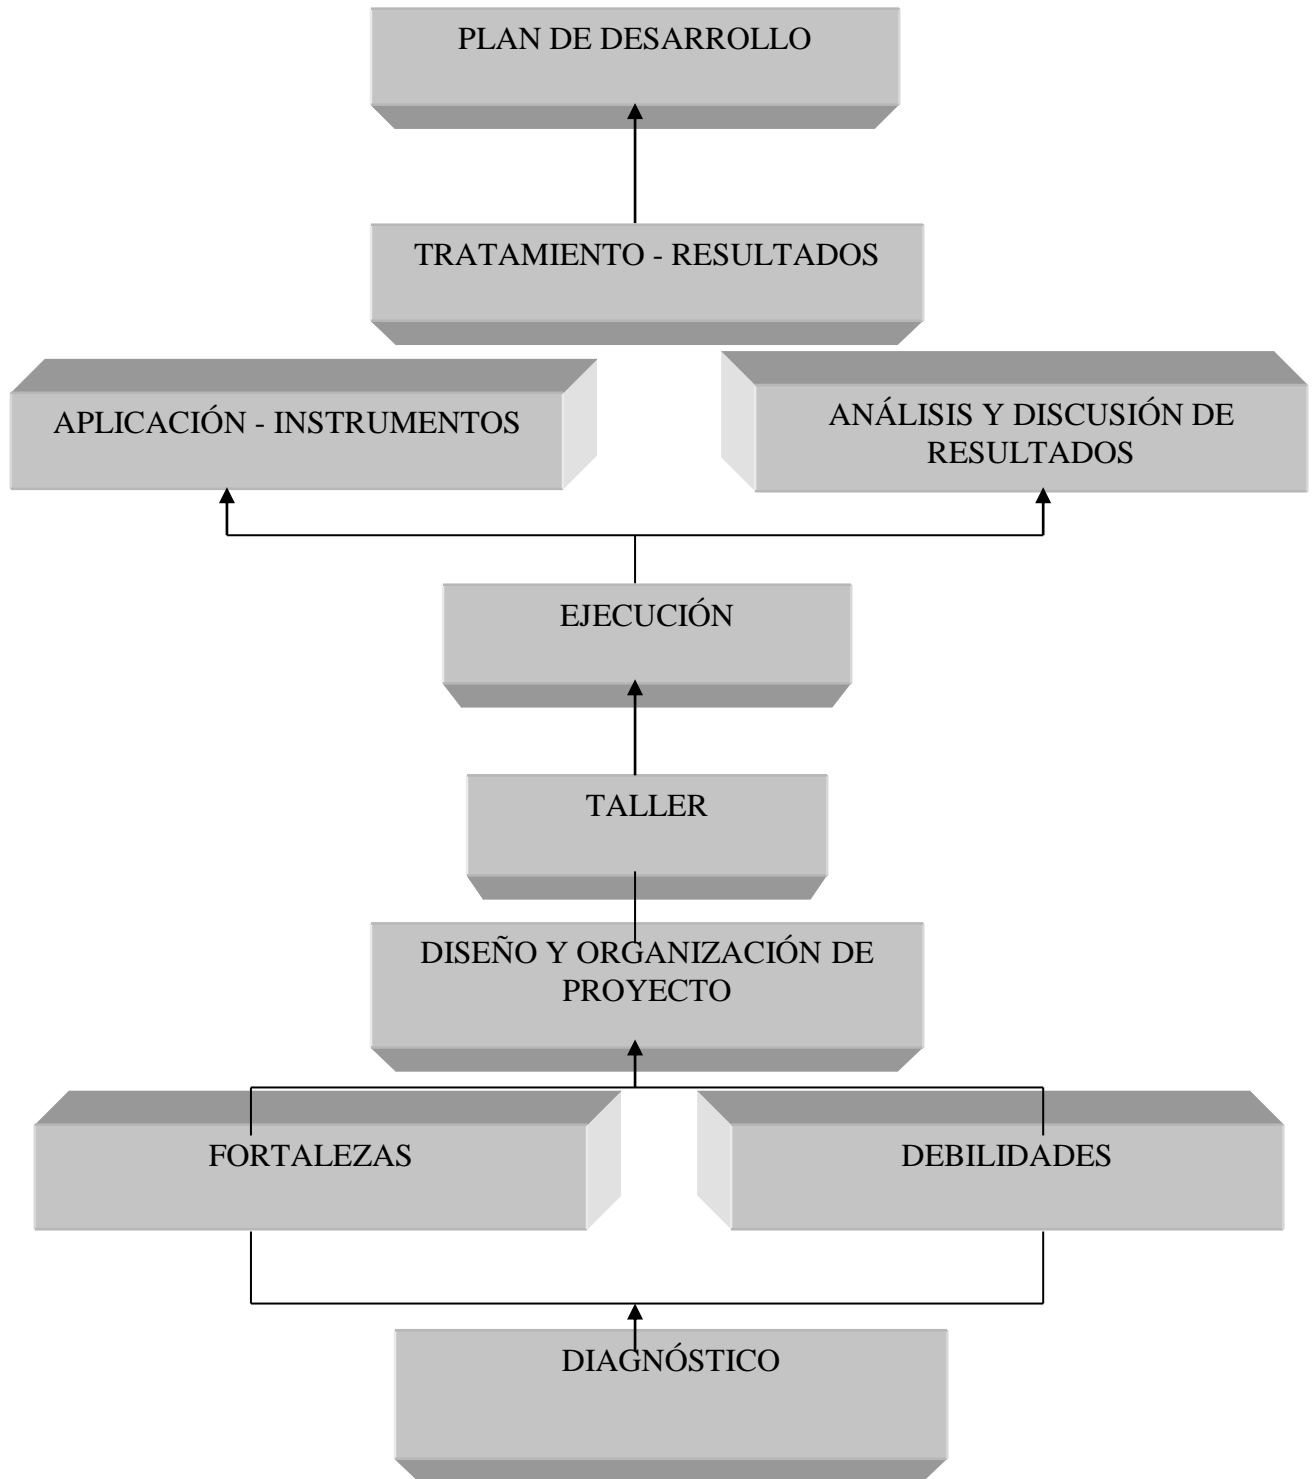 PLAN DE DESARROLLO
TRATAMIENTO - RESULTADOS
APLICACIÓN - INSTRUMENTOS
ANÁLISIS Y DISCUSIÓN DE
RESULTADOS
EJECUCIÓN
TALLER
DISEÑO Y ORGANIZACIÓN DE
PROYECTO
FORTALEZAS
DEBILIDADES
DIAGNÓSTICO